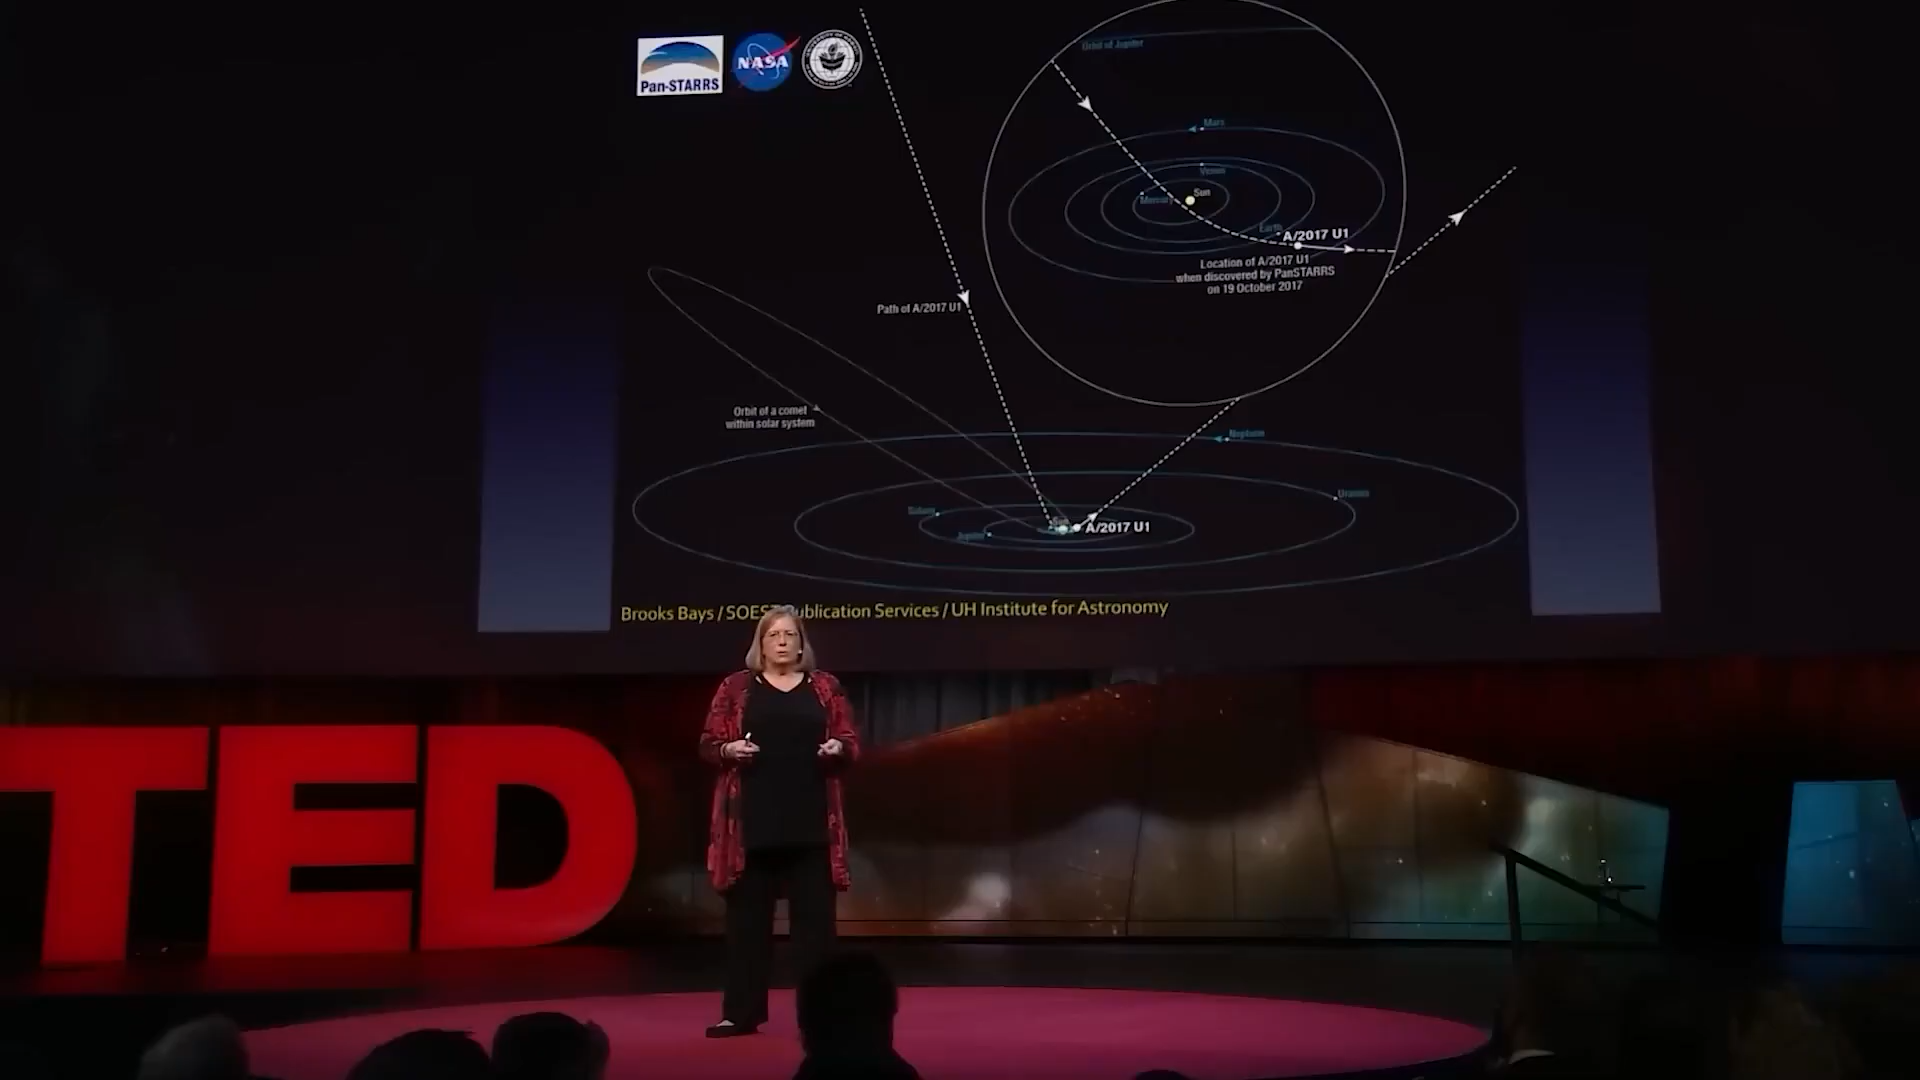 Pan-STARRS
NASA
Orbit of Jupiter
Mars
Venus
Sun
Mercury
Earth
A/2017 U1
Location of A/2017 U1
when discovered by PanSTARRS
on 19 October 2017
Path of A/2017 U1
Orbit of a comet
within solar system
Neptune
Uranus
Saturn
Sun
Jupiter
A/2017 U1
Brooks Bays / SOEST Publication Services / UH Institute for Astronomy
TED